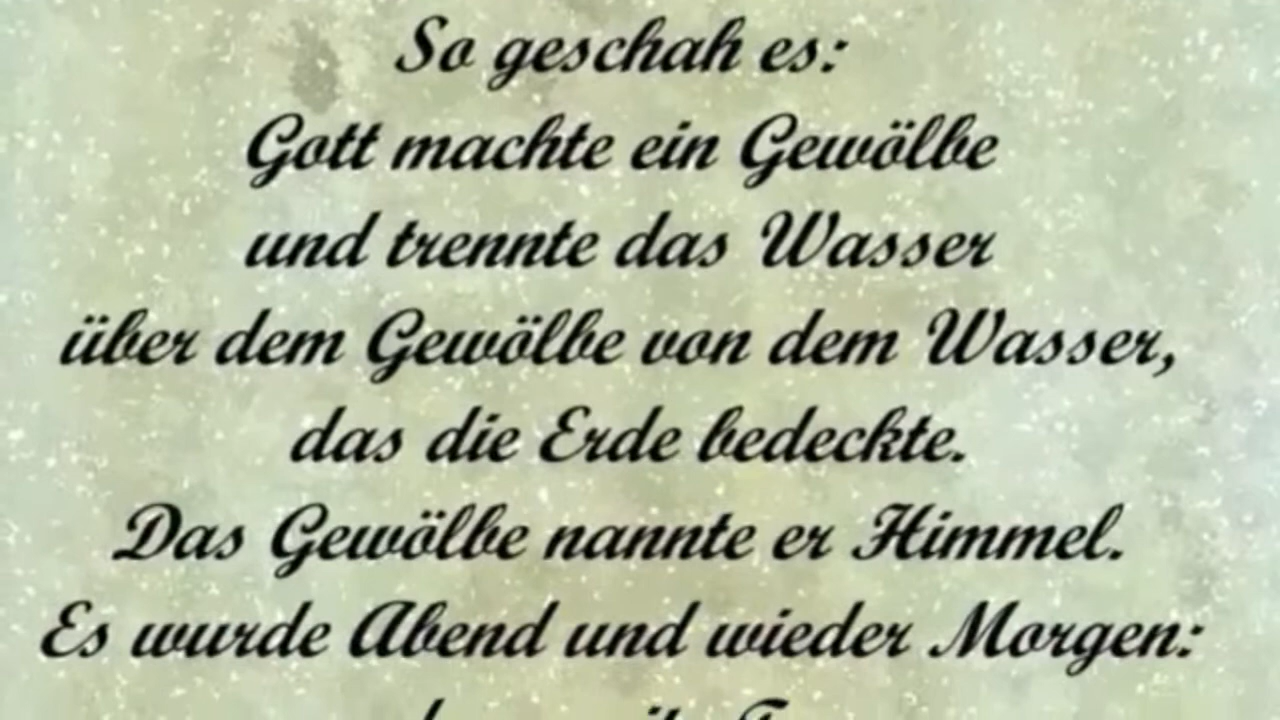 So geschah es:
Gott machte ein Gewölbe
und trennte das Wasser
über dem Gewölbe von dem Wasser,
das die Erde bedeckte.
Das Gewölbe nannte er Himmel.
Es wurde Abend und wieder Morgen: